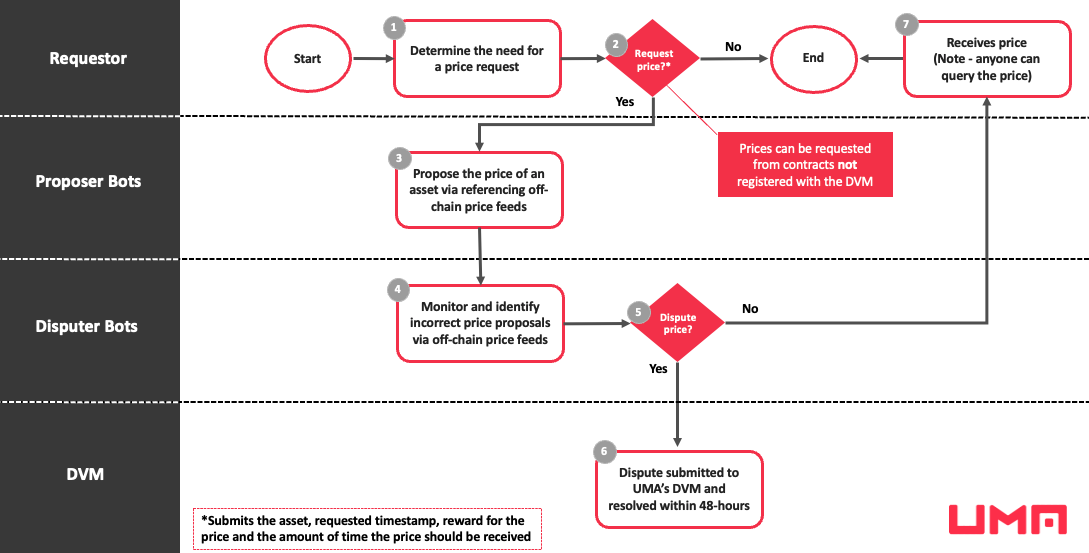 Requestor
Start
1
Determine the need for
a price request
2
Request
price?*
No
Yes
End
7
Receives price
(Note - anyone can
query the price)
Prices can be requested
from contracts not
registered with the DVM
Proposer Bots
3
Propose the price of an
asset via referencing off-
chain price feeds
Disputer Bots
4
Monitor and identify
incorrect price proposals
via off-chain price feeds
5
Dispute
price?
No
Yes
DVM
6
Dispute submitted to
UMA's DVM and
resolved within 48-hours
*Submits the asset, requested timestamp, reward for the
price and the amount of time the price should be received
UMA